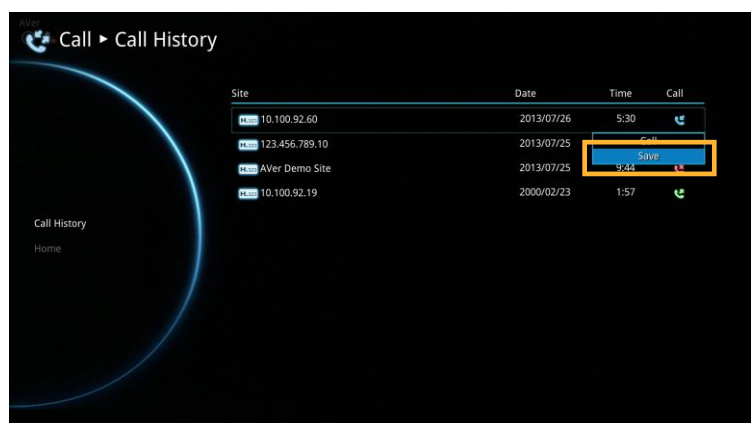 AVer
Call ▸ Call History
Site Date Time Call
H.323 10.100.92.60 2013/07/26 5:30
H.323 123.456.789.10 2013/07/25
Call
Save
H.323 AVer Demo Site 2013/07/25 9:44
H.323 10.100.92.19 2000/02/23 1:57
Call History
Home